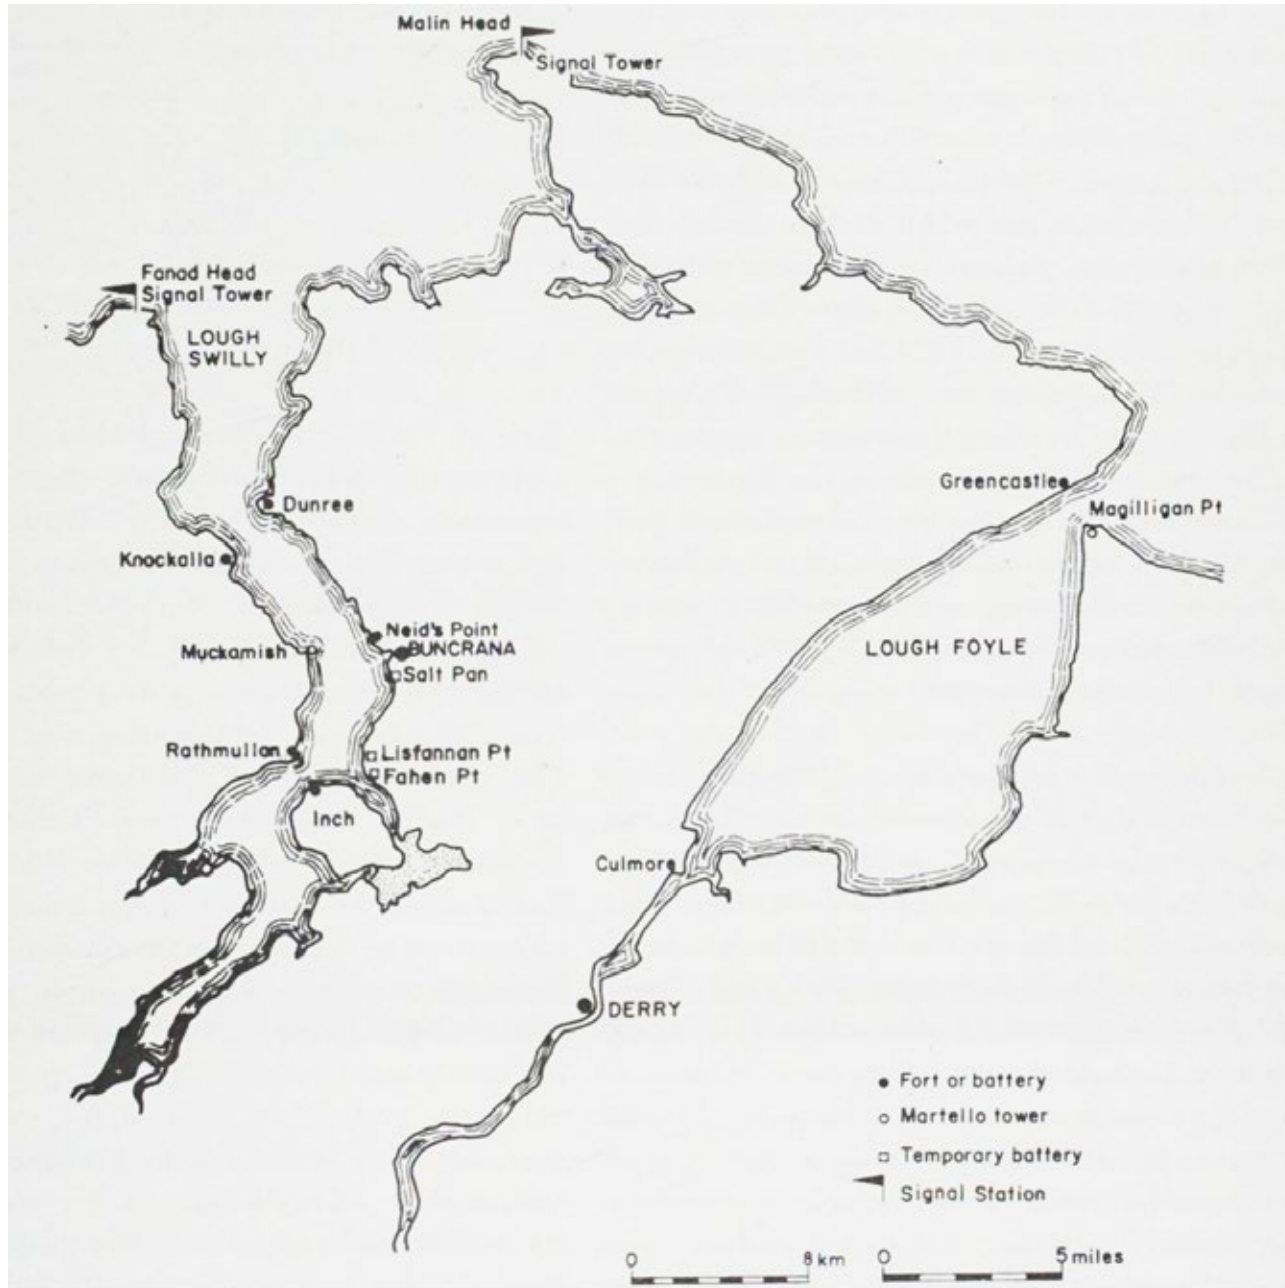 Malin Head
Signal Tower
Fanad Head
Signal Tower
LOUGH
SWILLY
Dunree
Knockalla
Greencastle
Magilligan Pt
Neid's Point
BUNCRANA
Muckamish
Salt Pan
LOUGH FOYLE
Rathmullan
Lisfannan Pt
Fahen Pt
Inch
Culmore
DERRY
Fort or battery
Martello tower
Temporary battery
Signal Station
0 8 km 0 5 miles